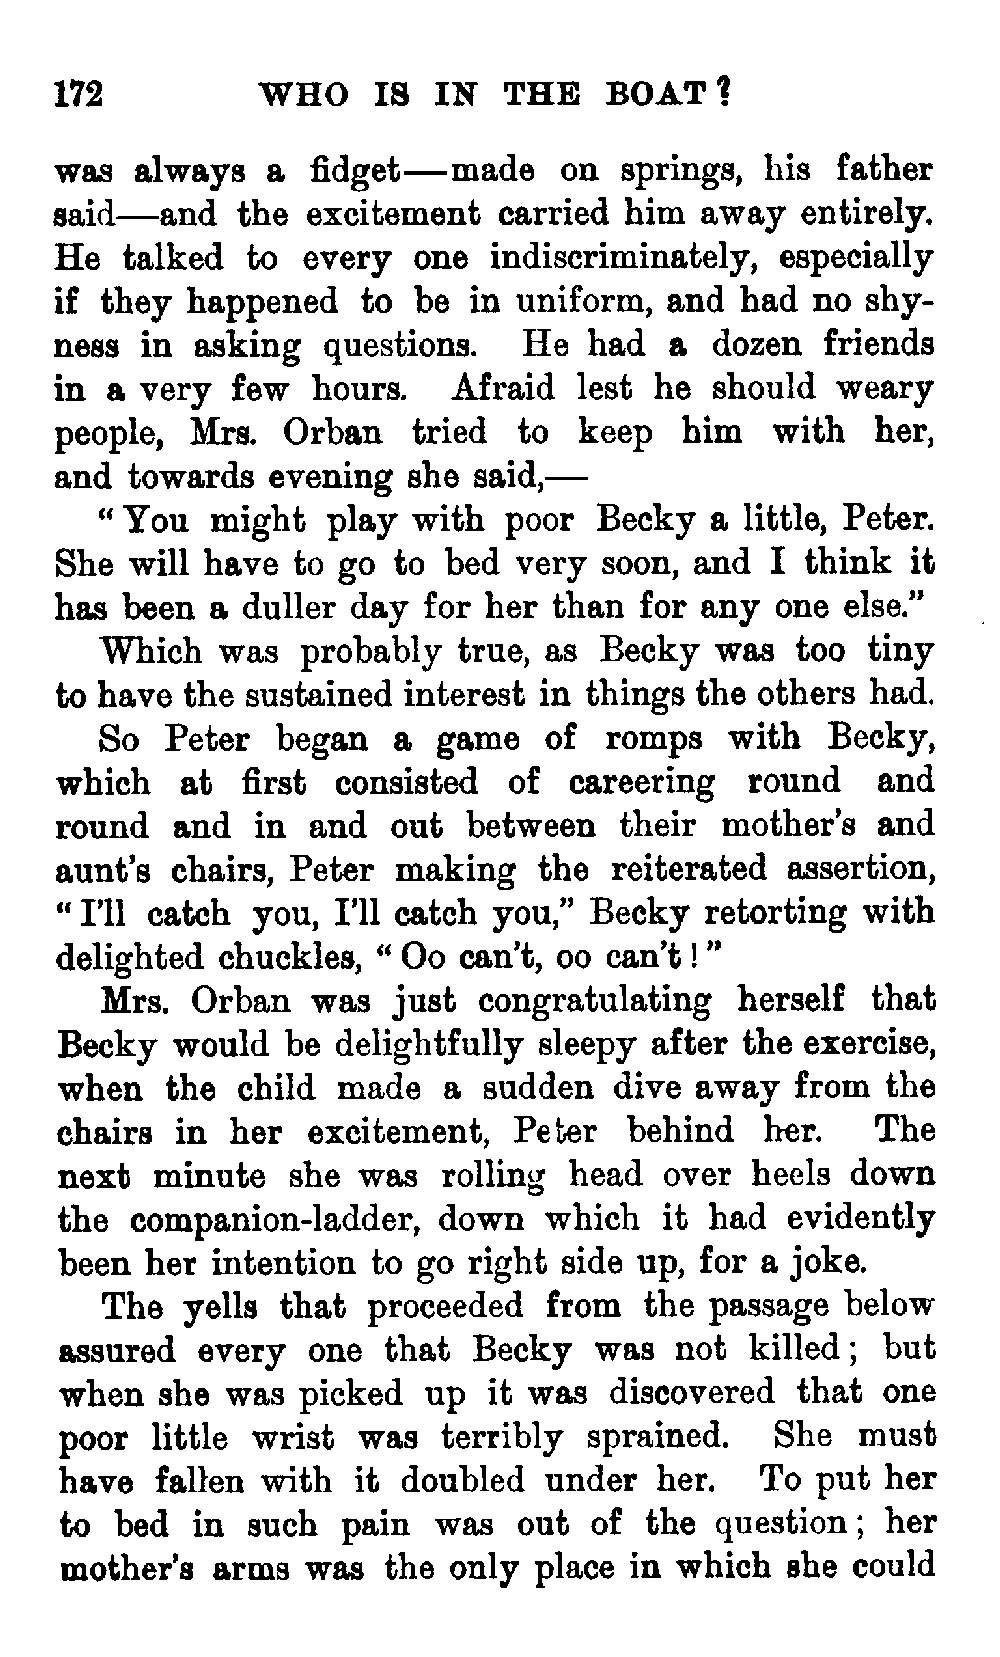 172 WHO IS IN THE BOAT?
was always a fidget—made on springs, his father
said—and the excitement carried him away entirely.
He talked to every one indiscriminately, especially
if they happened to be in uniform, and had no shy-
ness in asking questions. He had a dozen friends
in a very few hours. Afraid lest he should weary
people, Mrs. Orban tried to keep him with her,
and towards evening she said,—
"You might play with poor Becky a little, Peter.
She will have to go to bed very soon, and I think it
has been a duller day for her than for any one else."
Which was probably true, as Becky was too tiny
to have the sustained interest in things the others had.
So Peter began a game of romps with Becky,
which at first consisted of careering round and
round and in and out between their mother's and
aunt's chairs, Peter making the reiterated assertion,
"I'll catch you, I'll catch you," Becky retorting with
delighted chuckles, "Oo can't, oo can't!"
Mrs. Orban was just congratulating herself that
Becky would be delightfully sleepy after the exercise,
when the child made a sudden dive away from the
chairs in her excitement, Peter behind her. The
next minute she was rolling head over heels down
the companion-ladder, down which it had evidently
been her intention to go right side up, for a joke.
The yells that proceeded from the passage below
assured every one that Becky was not killed; but
when she was picked up it was discovered that one
poor little wrist was terribly sprained. She must
have fallen with it doubled under her. To put her
to bed in such pain was out of the question; her
mother's arms was the only place in which she could